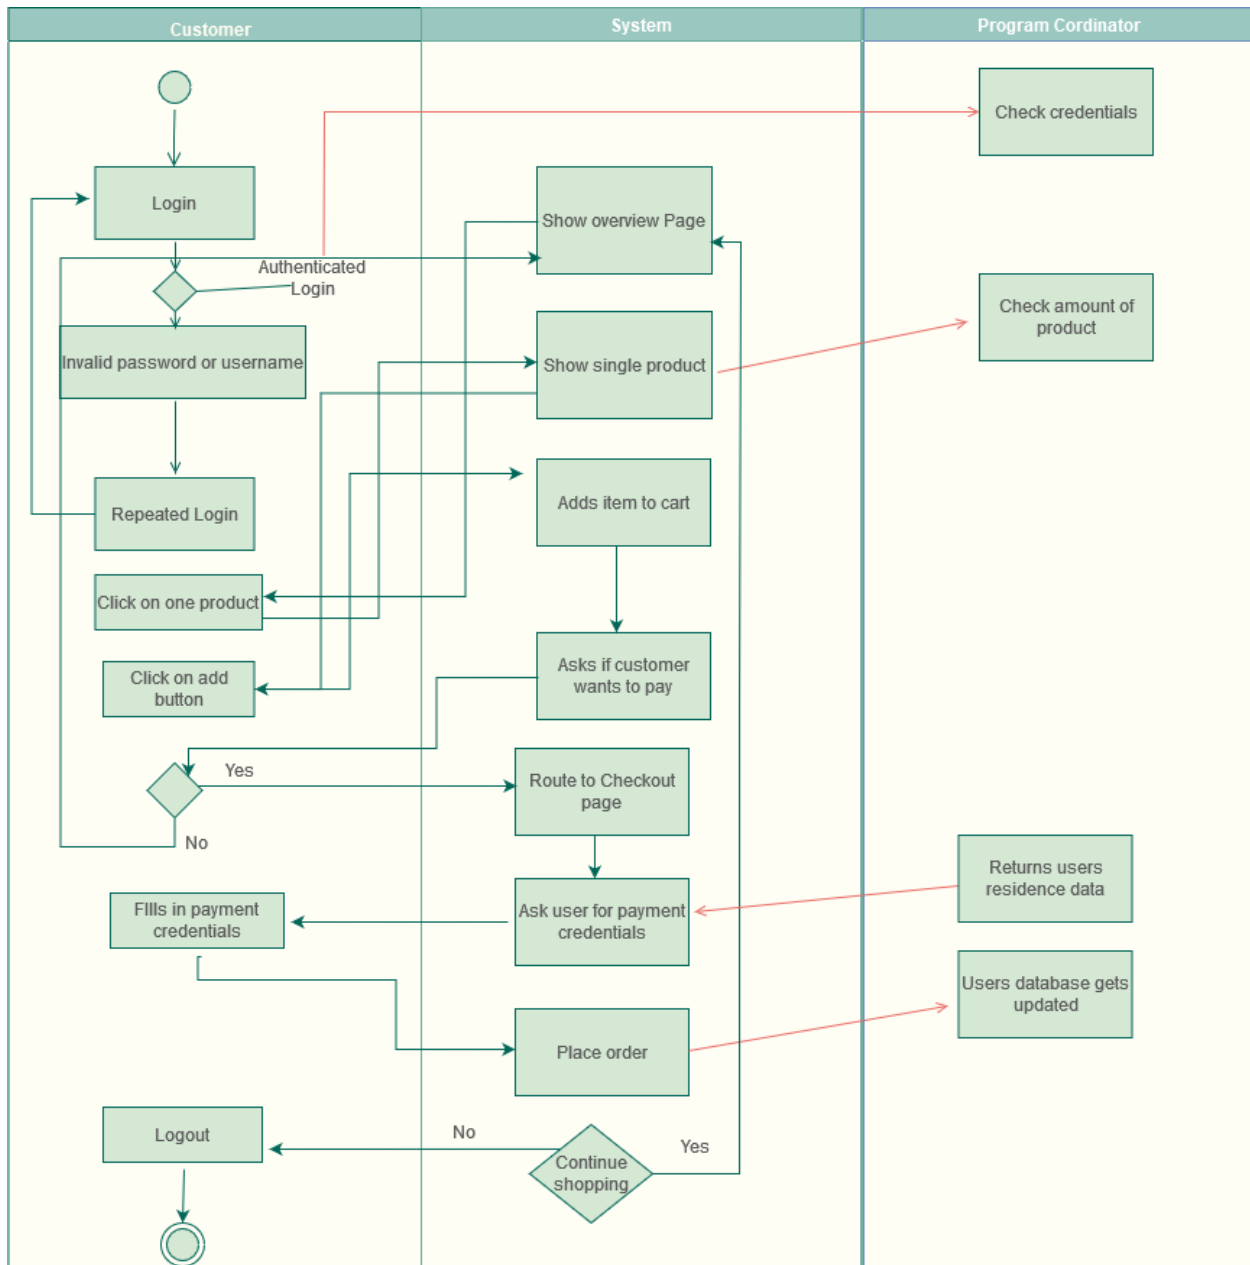 Customer
System
Program Cordinator
Check credentials
Login
Show overview Page
Authenticated
Login
Check amount of
product
Invalid password or username
Show single product
Adds item to cart
Repeated Login
Click on one product
Click on add
button
Asks if customer
wants to pay
Yes
Route to Checkout
page
No
Returns users
residence data
FIlls in payment
credentials
Ask user for payment
credentials
Users database gets
updated
Place order
Logout
No
Yes
Continue
shopping